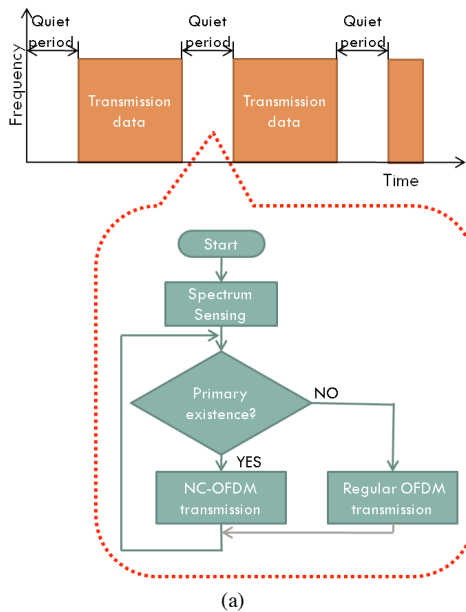 Quiet period
Quiet period
Quiet period
Frequency
Transmission data
Transmission data
Time
Start
Spectrum Sensing
Primary existence?
NO
YES
NC-OFDM transmission
Regular OFDM transmission
(a)